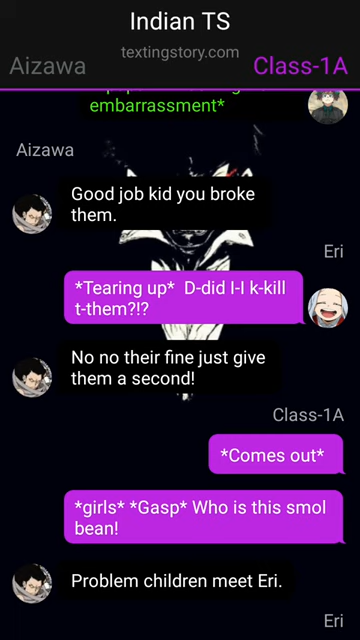 Indian TS
textingstory.com
Aizawa
Class-1A
embarrassment*
Aizawa
Good job kid you broke
them.
Eri
*Tearing up*  D-did I-I k-kill
t-them?!?
No no their fine just give
them a second!
Class-1A
*Comes out*
*girls* *Gasp* Who is this smol
bean!
Problem children meet Eri.
Eri